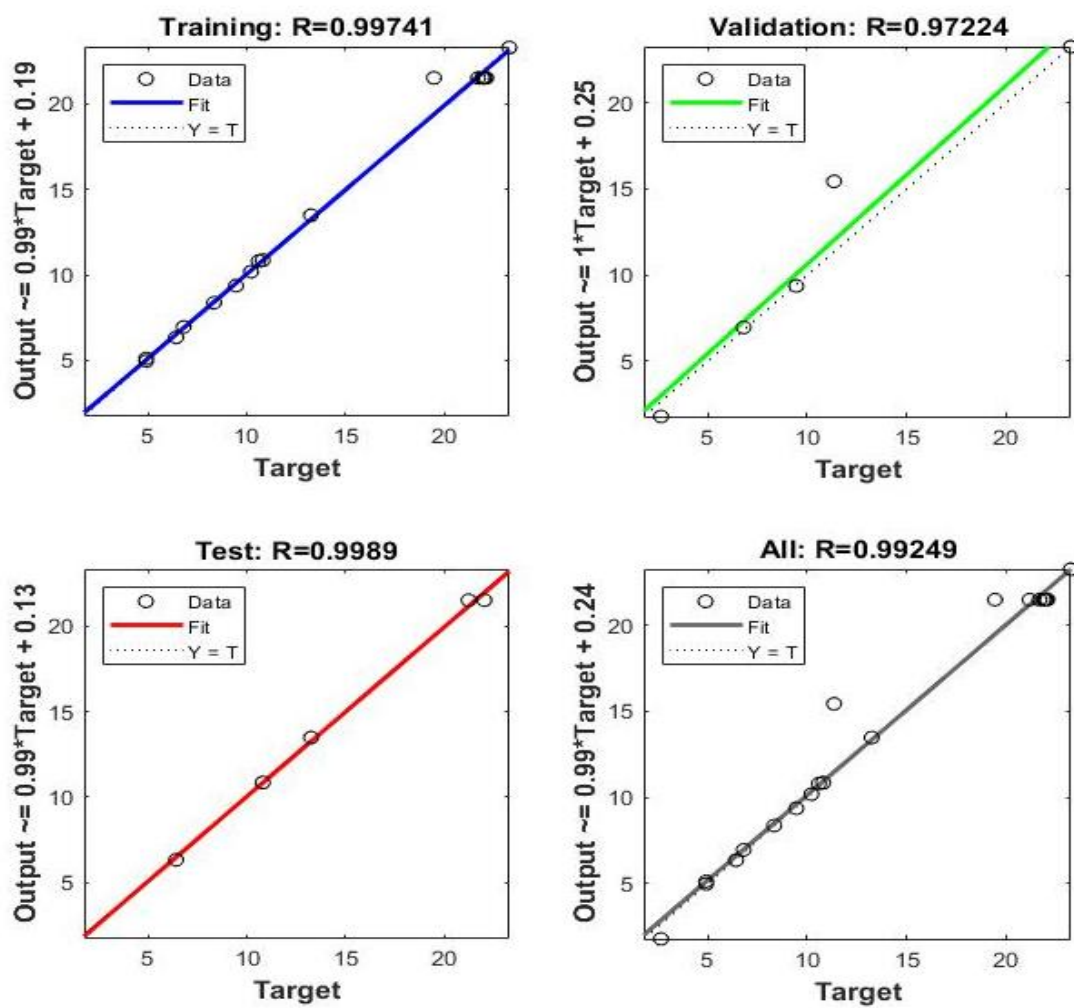 Training: R=0.99741
Output ~= 0.99*Target + 0.19
Data
Fit
Y = T
20
15
10
5
5 10 15 20
Target
Validation: R=0.97224
Output ~= 1*Target + 0.25
Data
Fit
Y = T
20
15
10
5
5 10 15 20
Target
Test: R=0.9989
Output ~= 0.99*Target + 0.13
Data
Fit
Y = T
20
15
10
5
5 10 15 20
Target
All: R=0.99249
Output ~= 0.99*Target + 0.24
Data
Fit
Y = T
20
15
10
5
5 10 15 20
Target